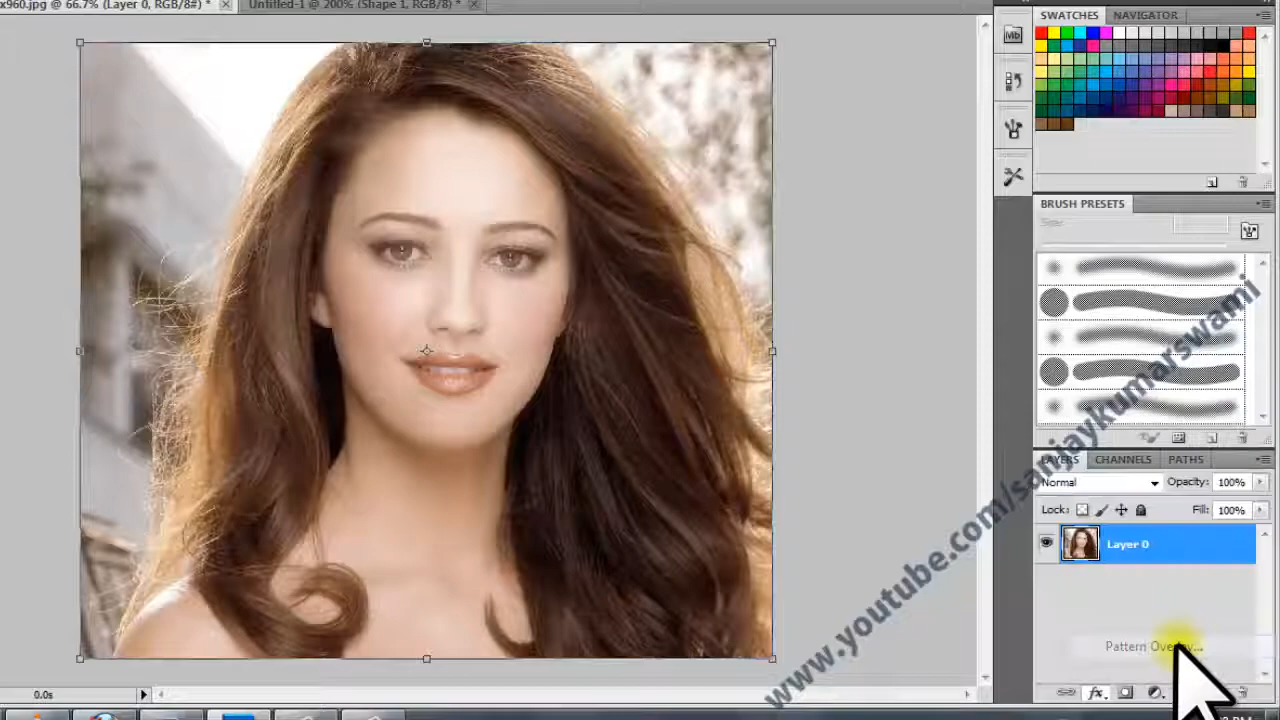 x960.jpg @ 66.7% (Layer 0, RGB/8#) *
Untitled-1 @ 200% (Shape 1, RGB/8) *
SWATCHES
NAVIGATOR
Mb
BRUSH PRESETS
LAYERS
CHANNELS
PATHS
Normal
Opacity: 100%
Lock:
Fill: 100%
Layer 0
Pattern Overlay...
fx
0.0s
www.youtube.com/sanjaykumarswami